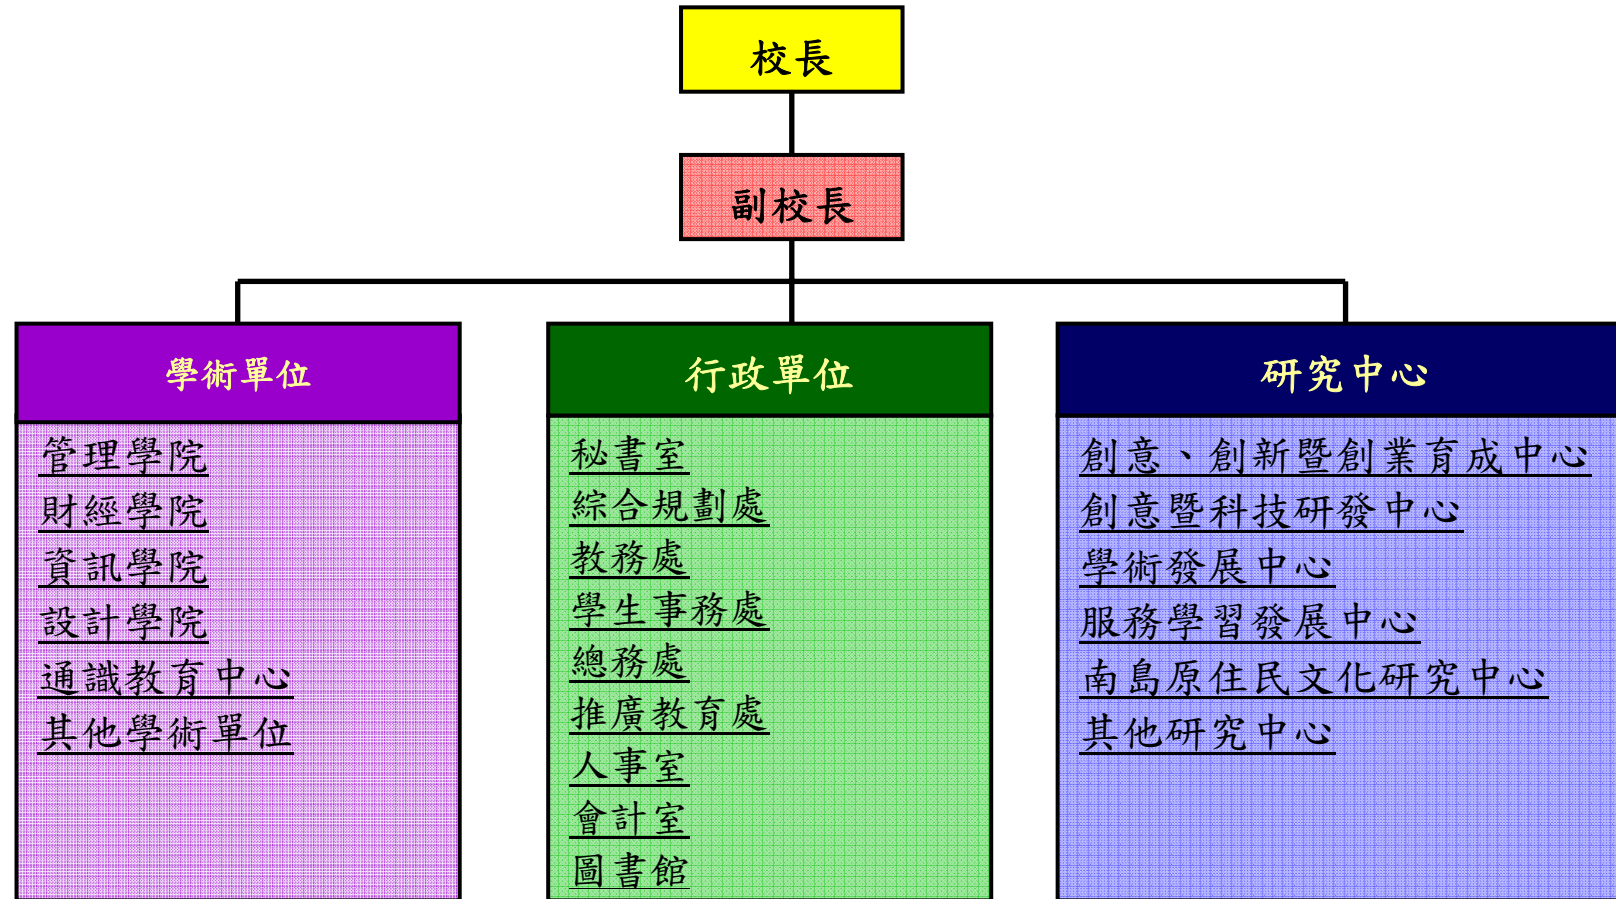 校長
副校長
學術單位
管理學院
財經學院
資訊學院
設計學院
通識教育中心
其他學術單位
行政單位
秘書室
綜合規劃處
教務處
學生事務處
總務處
推廣教育處
人事室
會計室
圖書館
研究中心
創意、創新暨創業育成中心
創意暨科技研發中心
學術發展中心
服務學習發展中心
南島原住民文化研究中心
其他研究中心